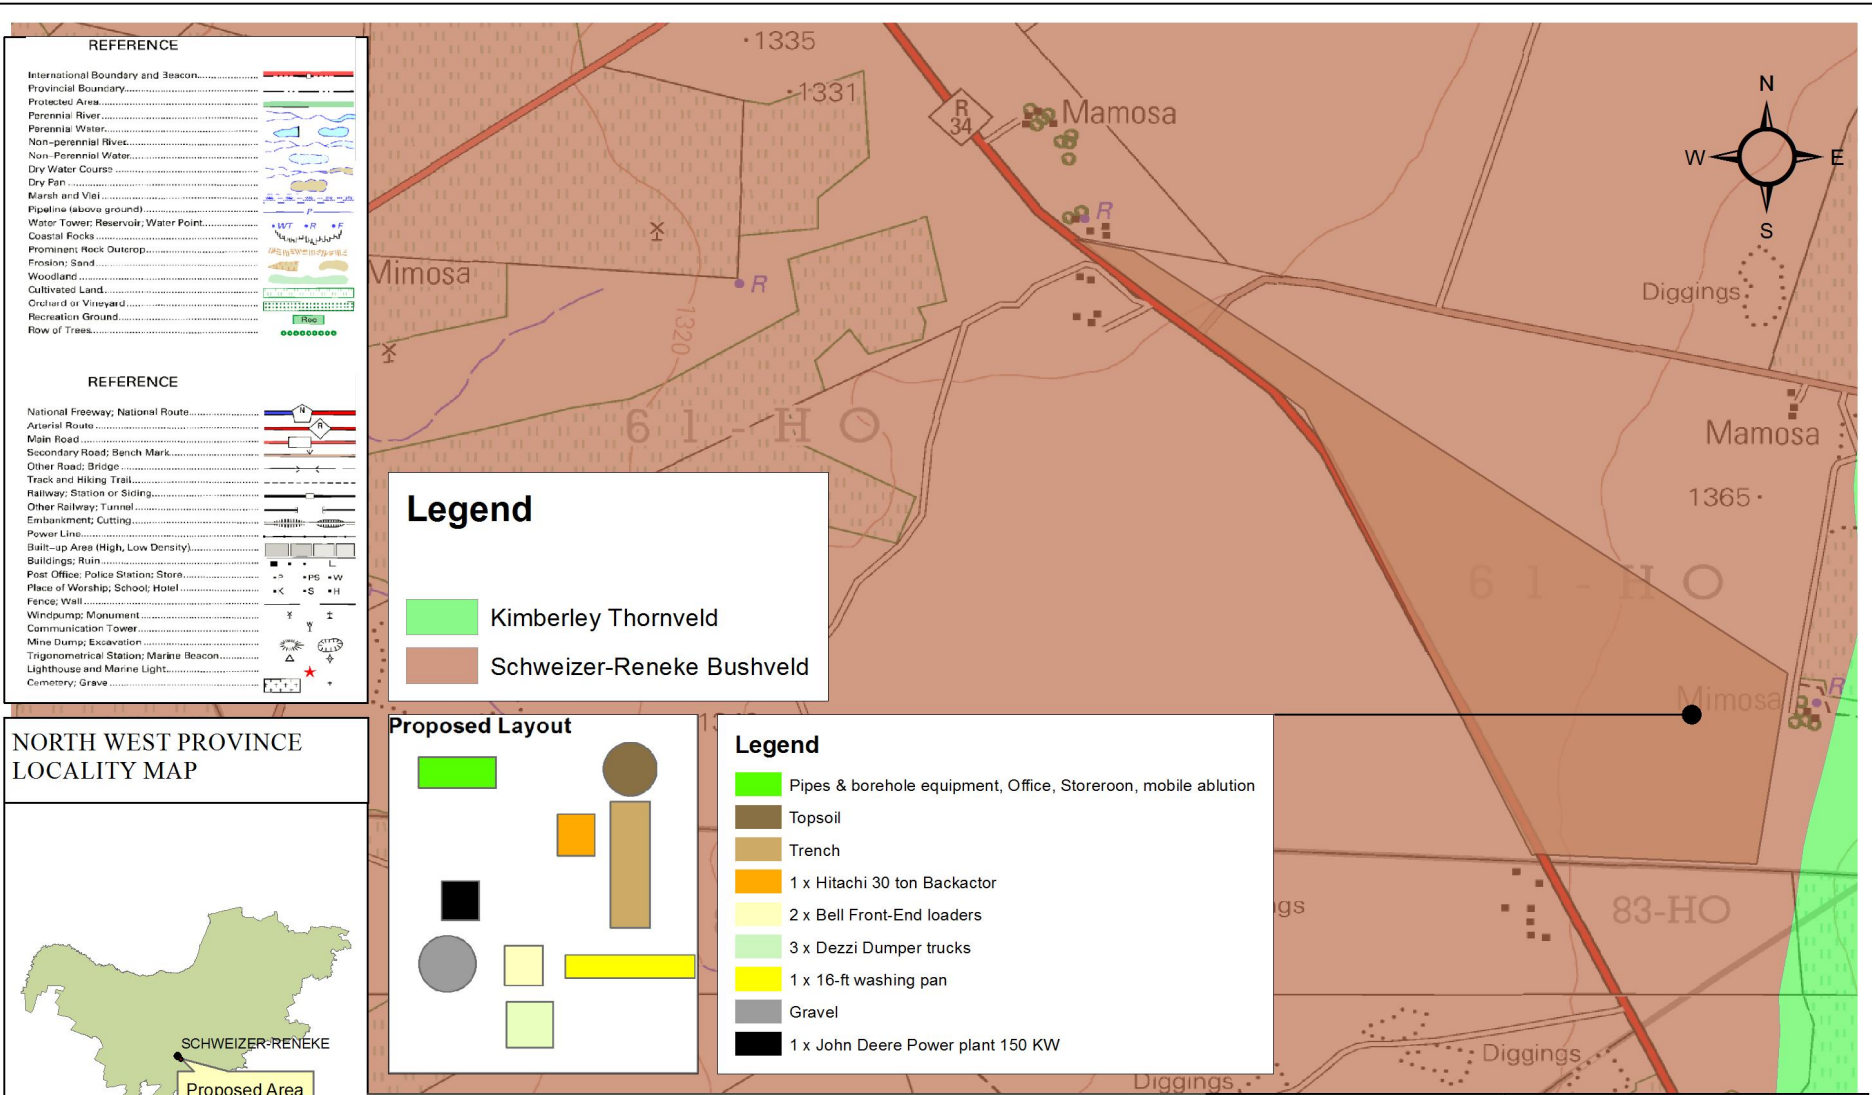 REFERENCE
International Boundary and Beacon
Provincial Boundary
Protected Area
Perennial River
Perennial Water
Non-perennial River
Non-Perennial Water
Dry Water Course
Dry Pan
Marsh and Vlei
Pipeline (above ground)
P
Water Tower; Reservoir; Water Point
WT R F
Coastal Rocks
Prominent Rock Outcrop
Erosion; Sand
Woodland
Cultivated Land
Orchard or Vineyard
Recreation Ground
Rec
Row of Trees
REFERENCE
National Freeway; National Route
N
Arterial Route
R
Main Road
Secondary Road; Bench Mark
Other Road; Bridge
Track and Hiking Trail
Railway; Station or Siding
Other Railway; Tunnel
Embankment; Cutting
Power Line
Built-up Area (High, Low Density)
Buildings; Ruin
Post Office; Police Station; Store
P PS W
Place of Worship; School; Hotel
K S H
Fence; Wall
Windpump; Monument
Communication Tower
Mine Dump; Excavation
Trigonometrical Station; Marine Beacon
Lighthouse and Marine Light
Cemetery; Grave
NORTH WEST PROVINCE
LOCALITY MAP
SCHWEIZER-RENEKE
Proposed Area
1335
1331
R
34
Mamosa
R
N
W E
S
Mimosa
R
1320
Diggings
61-HO
Mamosa
1365
61-HO
Mimosa
R
Legend
Kimberley Thornveld
Schweizer-Reneke Bushveld
Proposed Layout
Legend
Pipes & borehole equipment, Office, Storeroon, mobile ablution
Topsoil
Trench
1 x Hitachi 30 ton Backactor
2 x Bell Front-End loaders
3 x Dezzi Dumper trucks
1 x 16-ft washing pan
Gravel
1 x John Deere Power plant 150 KW
gs
83-HO
Diggings
Diggings